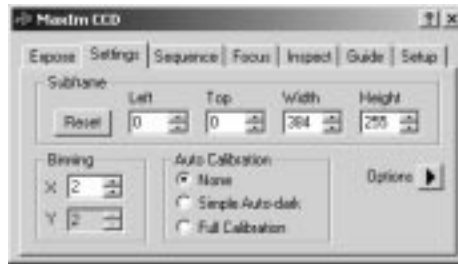 MaxIm CCD
Expose Settings Sequence Focus Inspect Guide Setup
Subframe
Left Top Width Height
Reset 0 0 384 255
Binning
X 2
Y 2
Auto Calibration
None
Simple Auto-dark
Full Calibration
Options